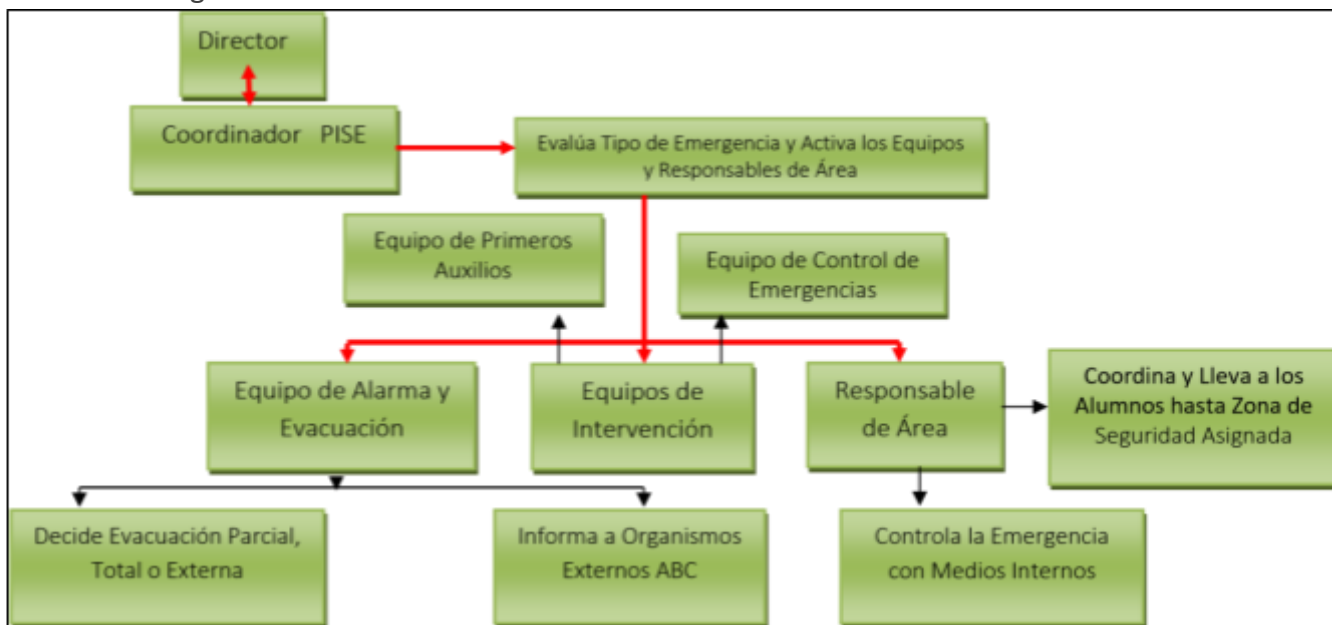 Director
Coordinador PISE
Evalúa Tipo de Emergencia y Activa los Equipos
y Responsables de Área
Equipo de Primeros
Auxilios
Equipo de Control de
Emergencias
Equipo de Alarma y
Evacuación
Equipos de
Intervención
Responsable
de Área
Coordina y Lleva a los
Alumnos hasta Zona de
Seguridad Asignada
Decide Evacuación Parcial,
Total o Externa
Informa a Organismos
Externos ABC
Controla la Emergencia
con Medios Internos